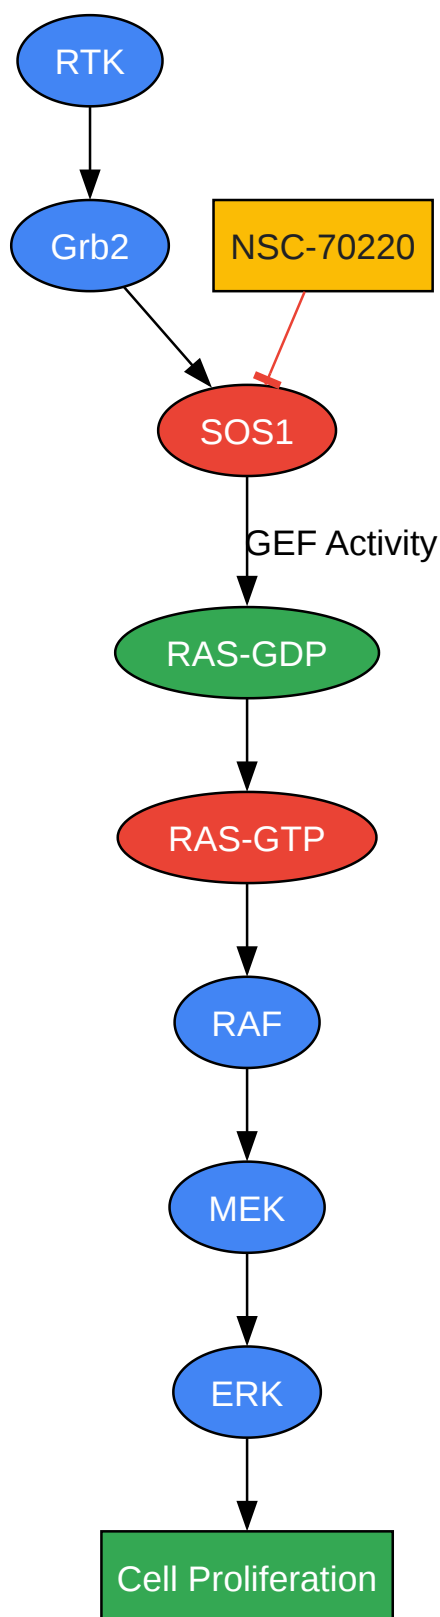 RTK
Grb2
NSC-70220
SOS1
GEF Activity
RAS-GDP
RAS-GTP
RAF
MEK
ERK
Cell Proliferation